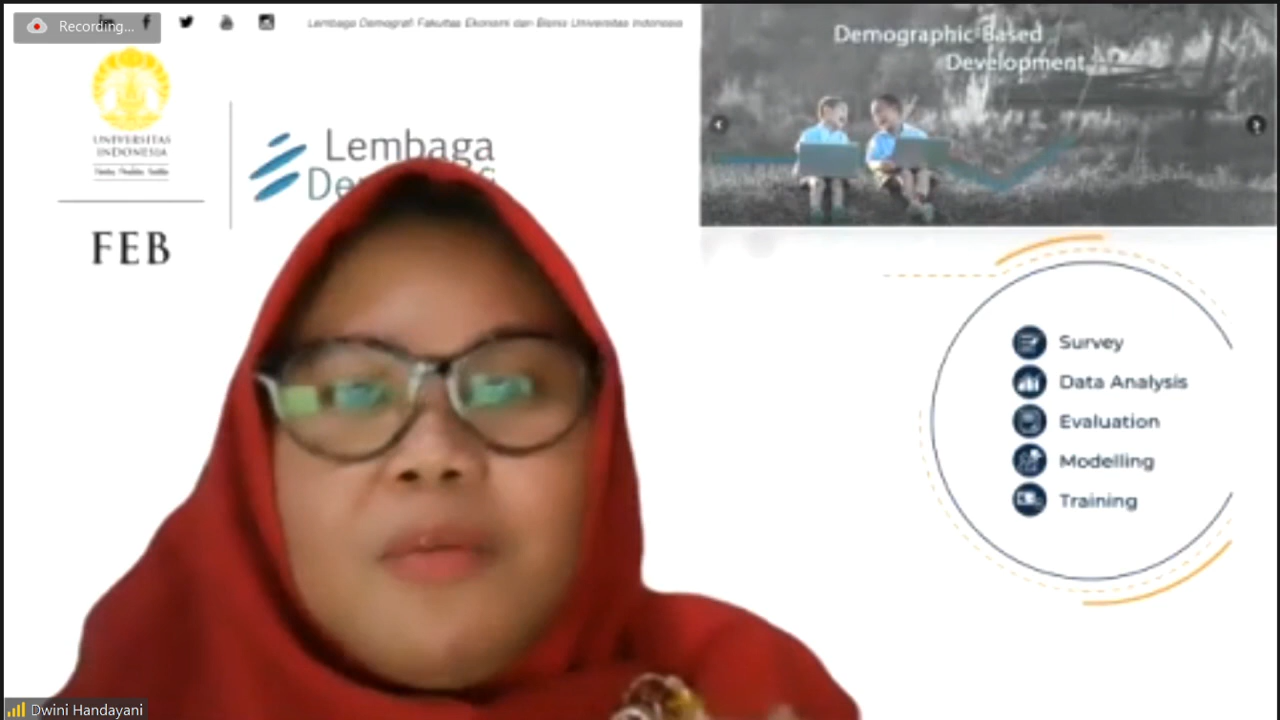 Recording...
Lembaga Demografi Fakultas Ekonomi dan Bisnis Universitas Indonesia
UNIVERSITAS
INDONESIA
FEB
Lembaga
De
Demographic Based
Development
Survey
Data Analysis
Evaluation
Modelling
Training
Dwini Handayani